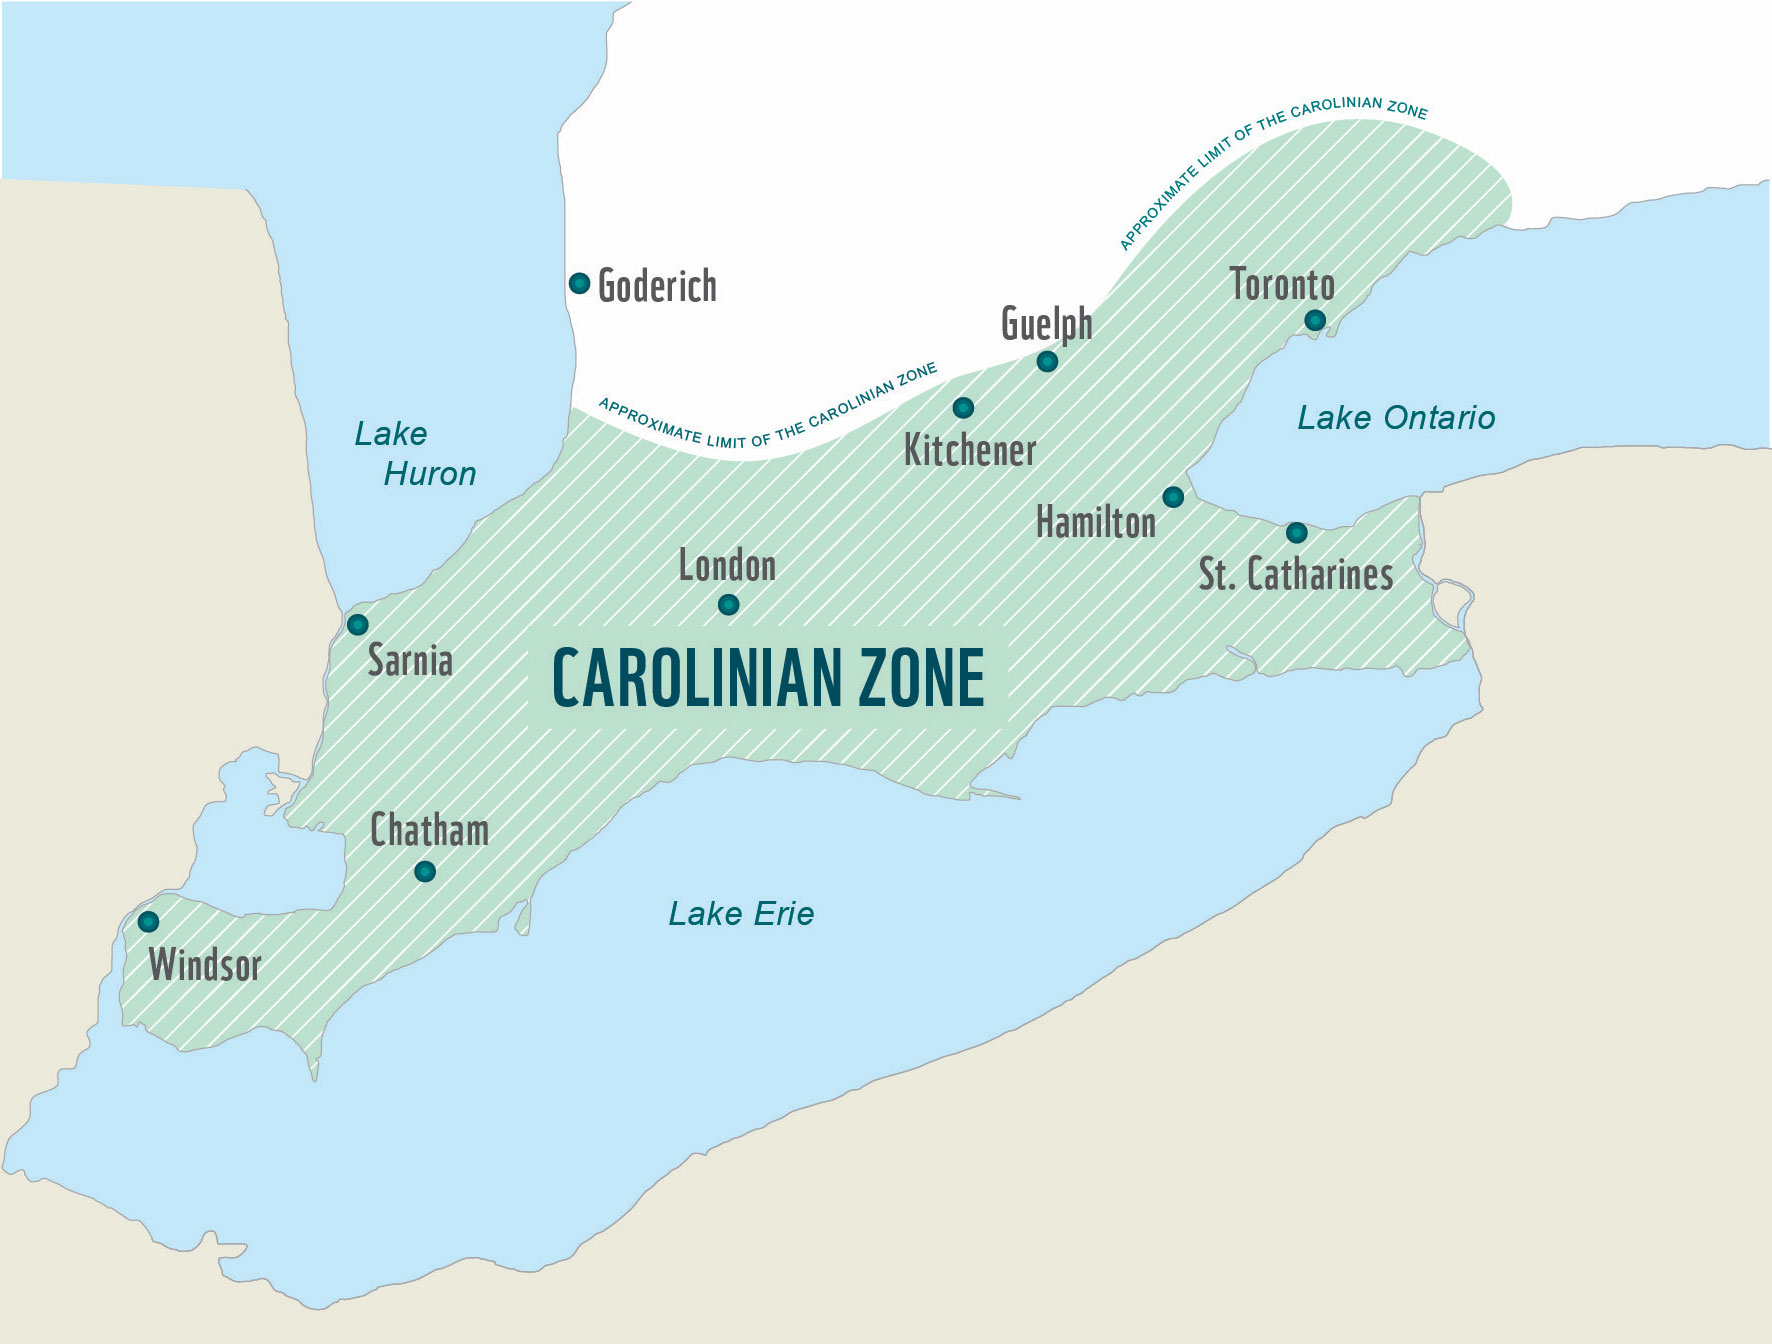 APPROXIMATE LIMIT OF THE CAROLINIAN ZONE
Toronto
Goderich
Guelph
APPROXIMATE LIMIT OF THE CAROLINIAN ZONE
Lake
Huron
Lake Ontario
Kitchener
Hamilton
London
St. Catharines
Sarnia
CAROLINIAN ZONE
Chatham
Lake Erie
Windsor